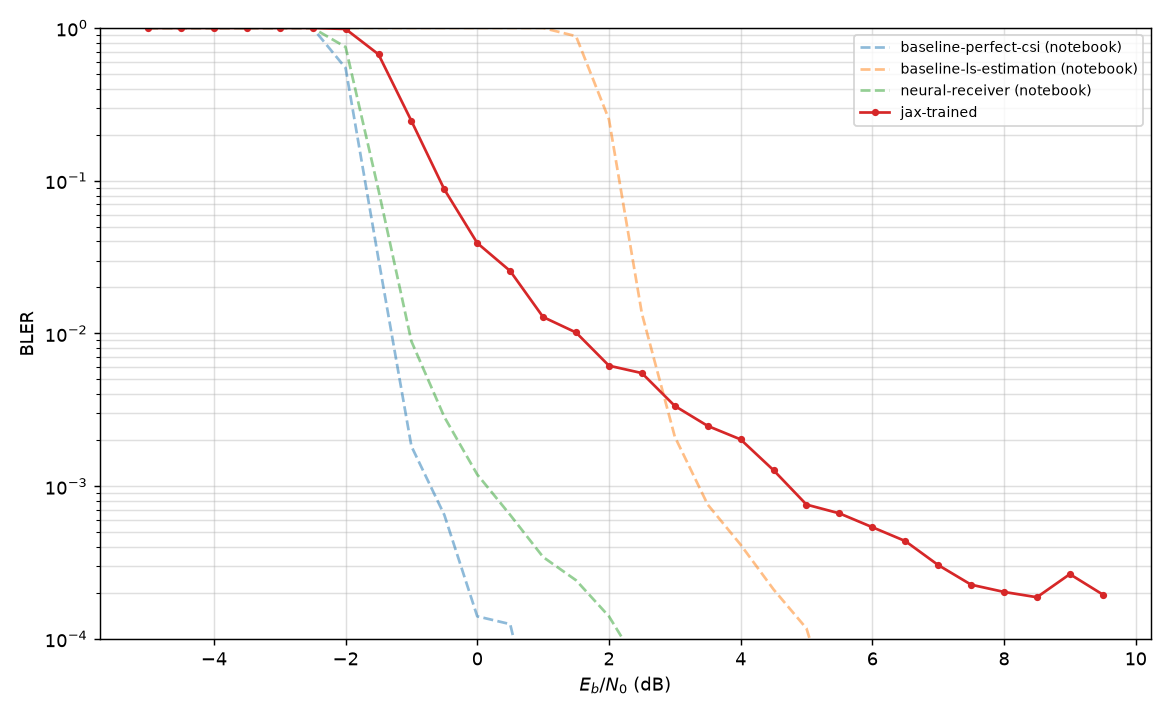 baseline-perfect-csi (notebook)
baseline-ls-estimation (notebook)
neural-receiver (notebook)
jax-trained
BLER
10⁰
10⁻¹
10⁻²
10⁻³
10⁻⁴
−4 −2 0 2 4 6 8 10
E_b/N_0 (dB)